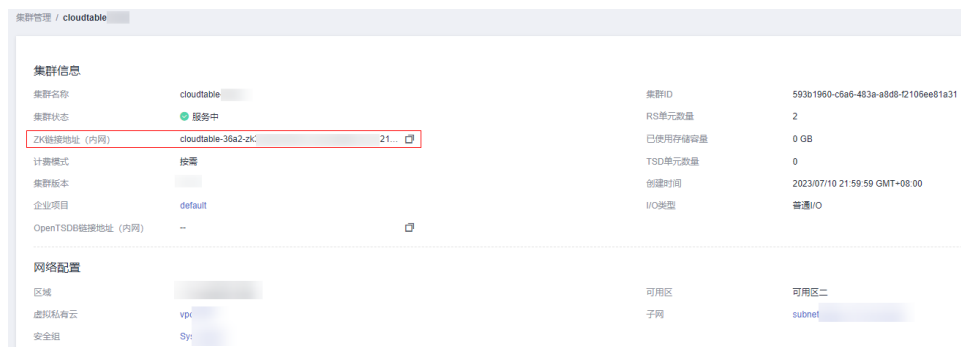 集群管理 / cloudtable
集群信息
集群名称 cloudtable- 集群ID 593b1960-c6a6-483a-a8d8-f2106ee81a31
集群状态 服务中 RS单元数量 2
ZK链接地址（内网） cloudtable-36a2-zk 21... 已使用存储容量 0 GB
计费模式 按需 TSD单元数量 0
集群版本 创建时间 2023/07/10 21:59:59 GMT+08:00
企业项目 default I/O类型 普通I/O
OpenTSDB链接地址（内网） --
网络配置
区域 可用区 可用区二
虚拟私有云 vpc 子网 subnet
安全组 Sys